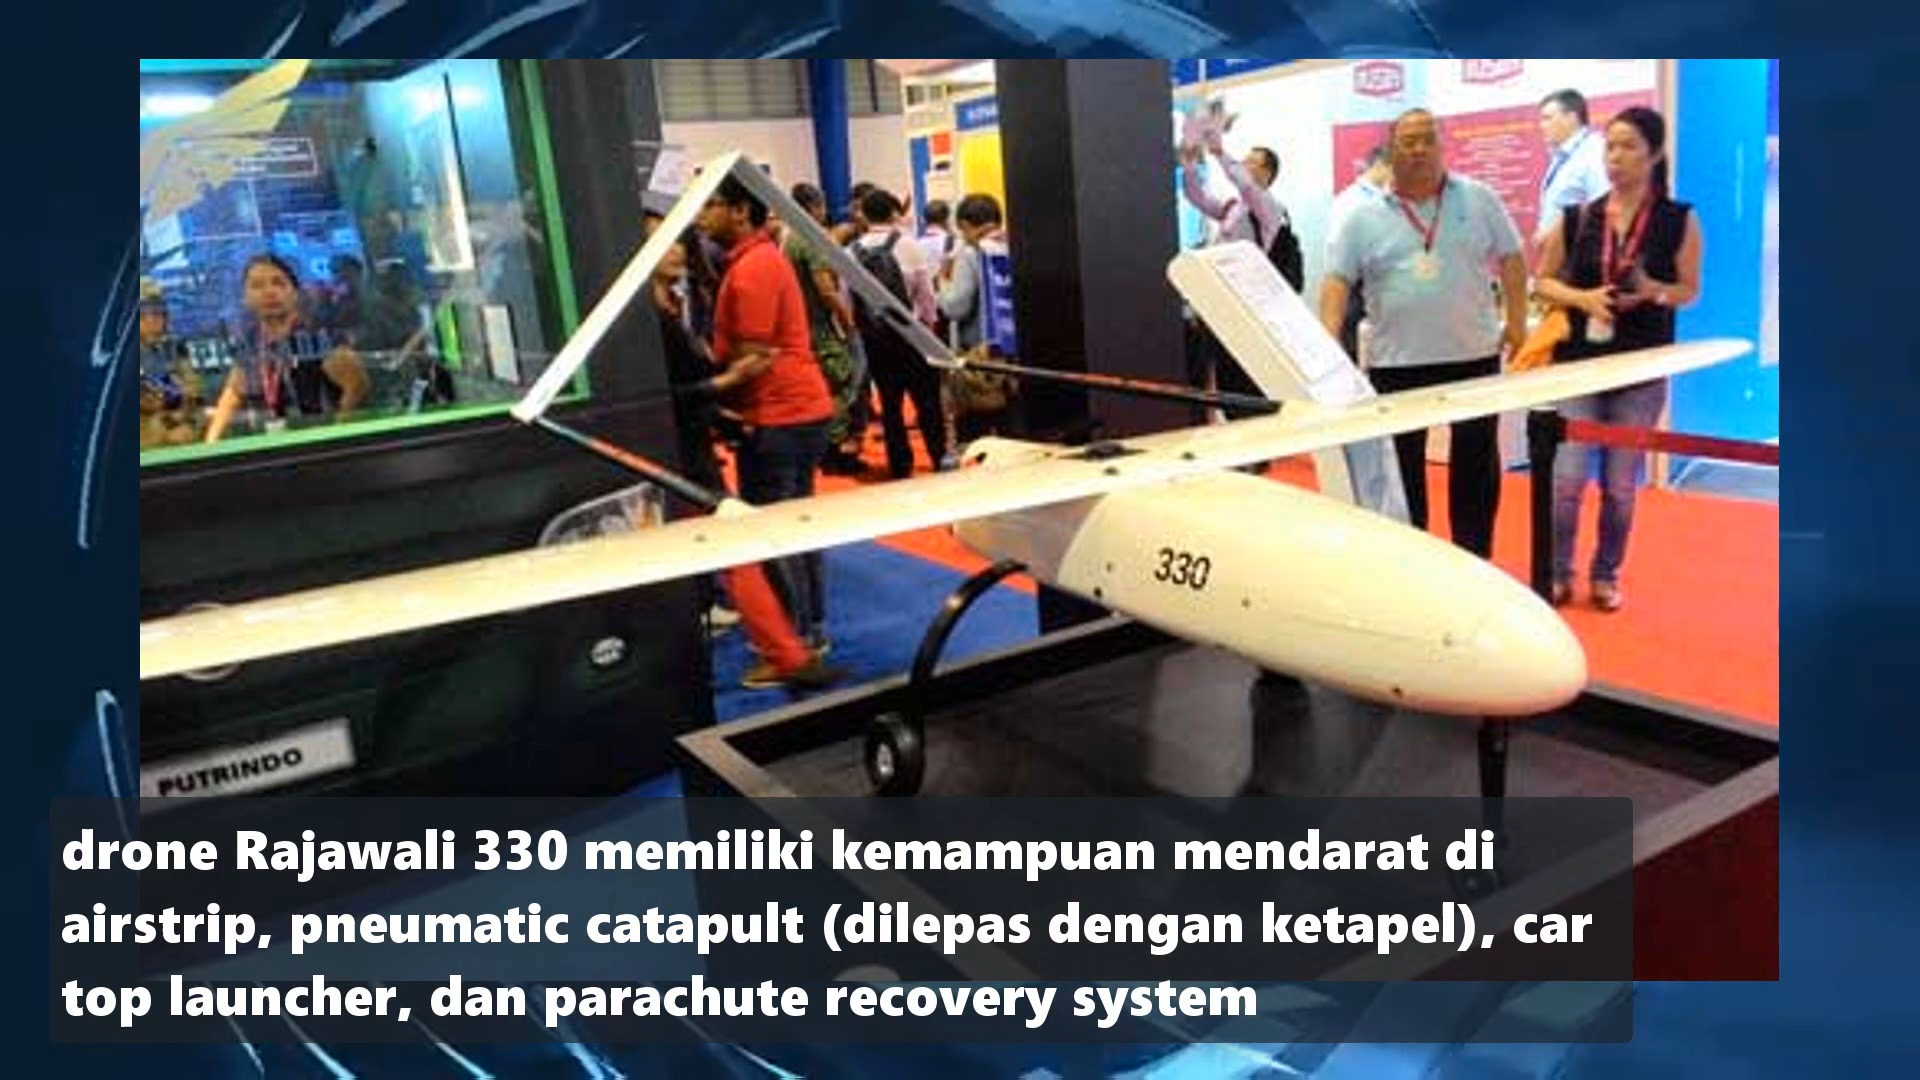 330
PUTRINDO
drone Rajawali 330 memiliki kemampuan mendarat di
airstrip, pneumatic catapult (dilepas dengan ketapel), car
top launcher, dan parachute recovery system